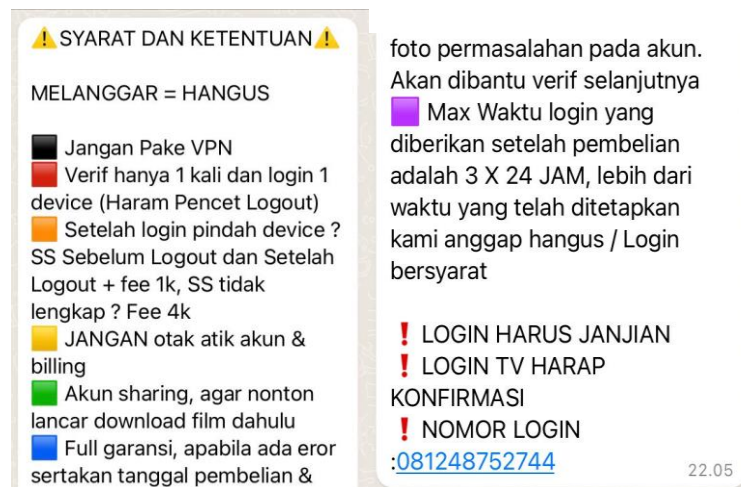 ⚠️SYARAT DAN KETENTUAN⚠️
MELANGGAR = HANGUS
⬛ Jangan Pake VPN
🟥 Verif hanya 1 kali dan login 1
device (Haram Pencet Logout)
🟧 Setelah login pindah device ?
SS Sebelum Logout dan Setelah
Logout + fee 1k, SS tidak
lengkap ? Fee 4k
🟨 JANGAN otak atik akun &
billing
🟩 Akun sharing, agar nonton
lancar download film dahulu
🟦 Full garansi, apabila ada eror
sertakan tanggal pembelian &
foto permasalahan pada akun.
Akan dibantu verif selanjutnya
🟪 Max Waktu login yang
diberikan setelah pembelian
adalah 3 X 24 JAM, lebih dari
waktu yang telah ditetapkan
kami anggap hangus / Login
bersyarat
❗ LOGIN HARUS JANJIAN
❗ LOGIN TV HARAP
KONFIRMASI
❗ NOMOR LOGIN
:081248752744
22.05